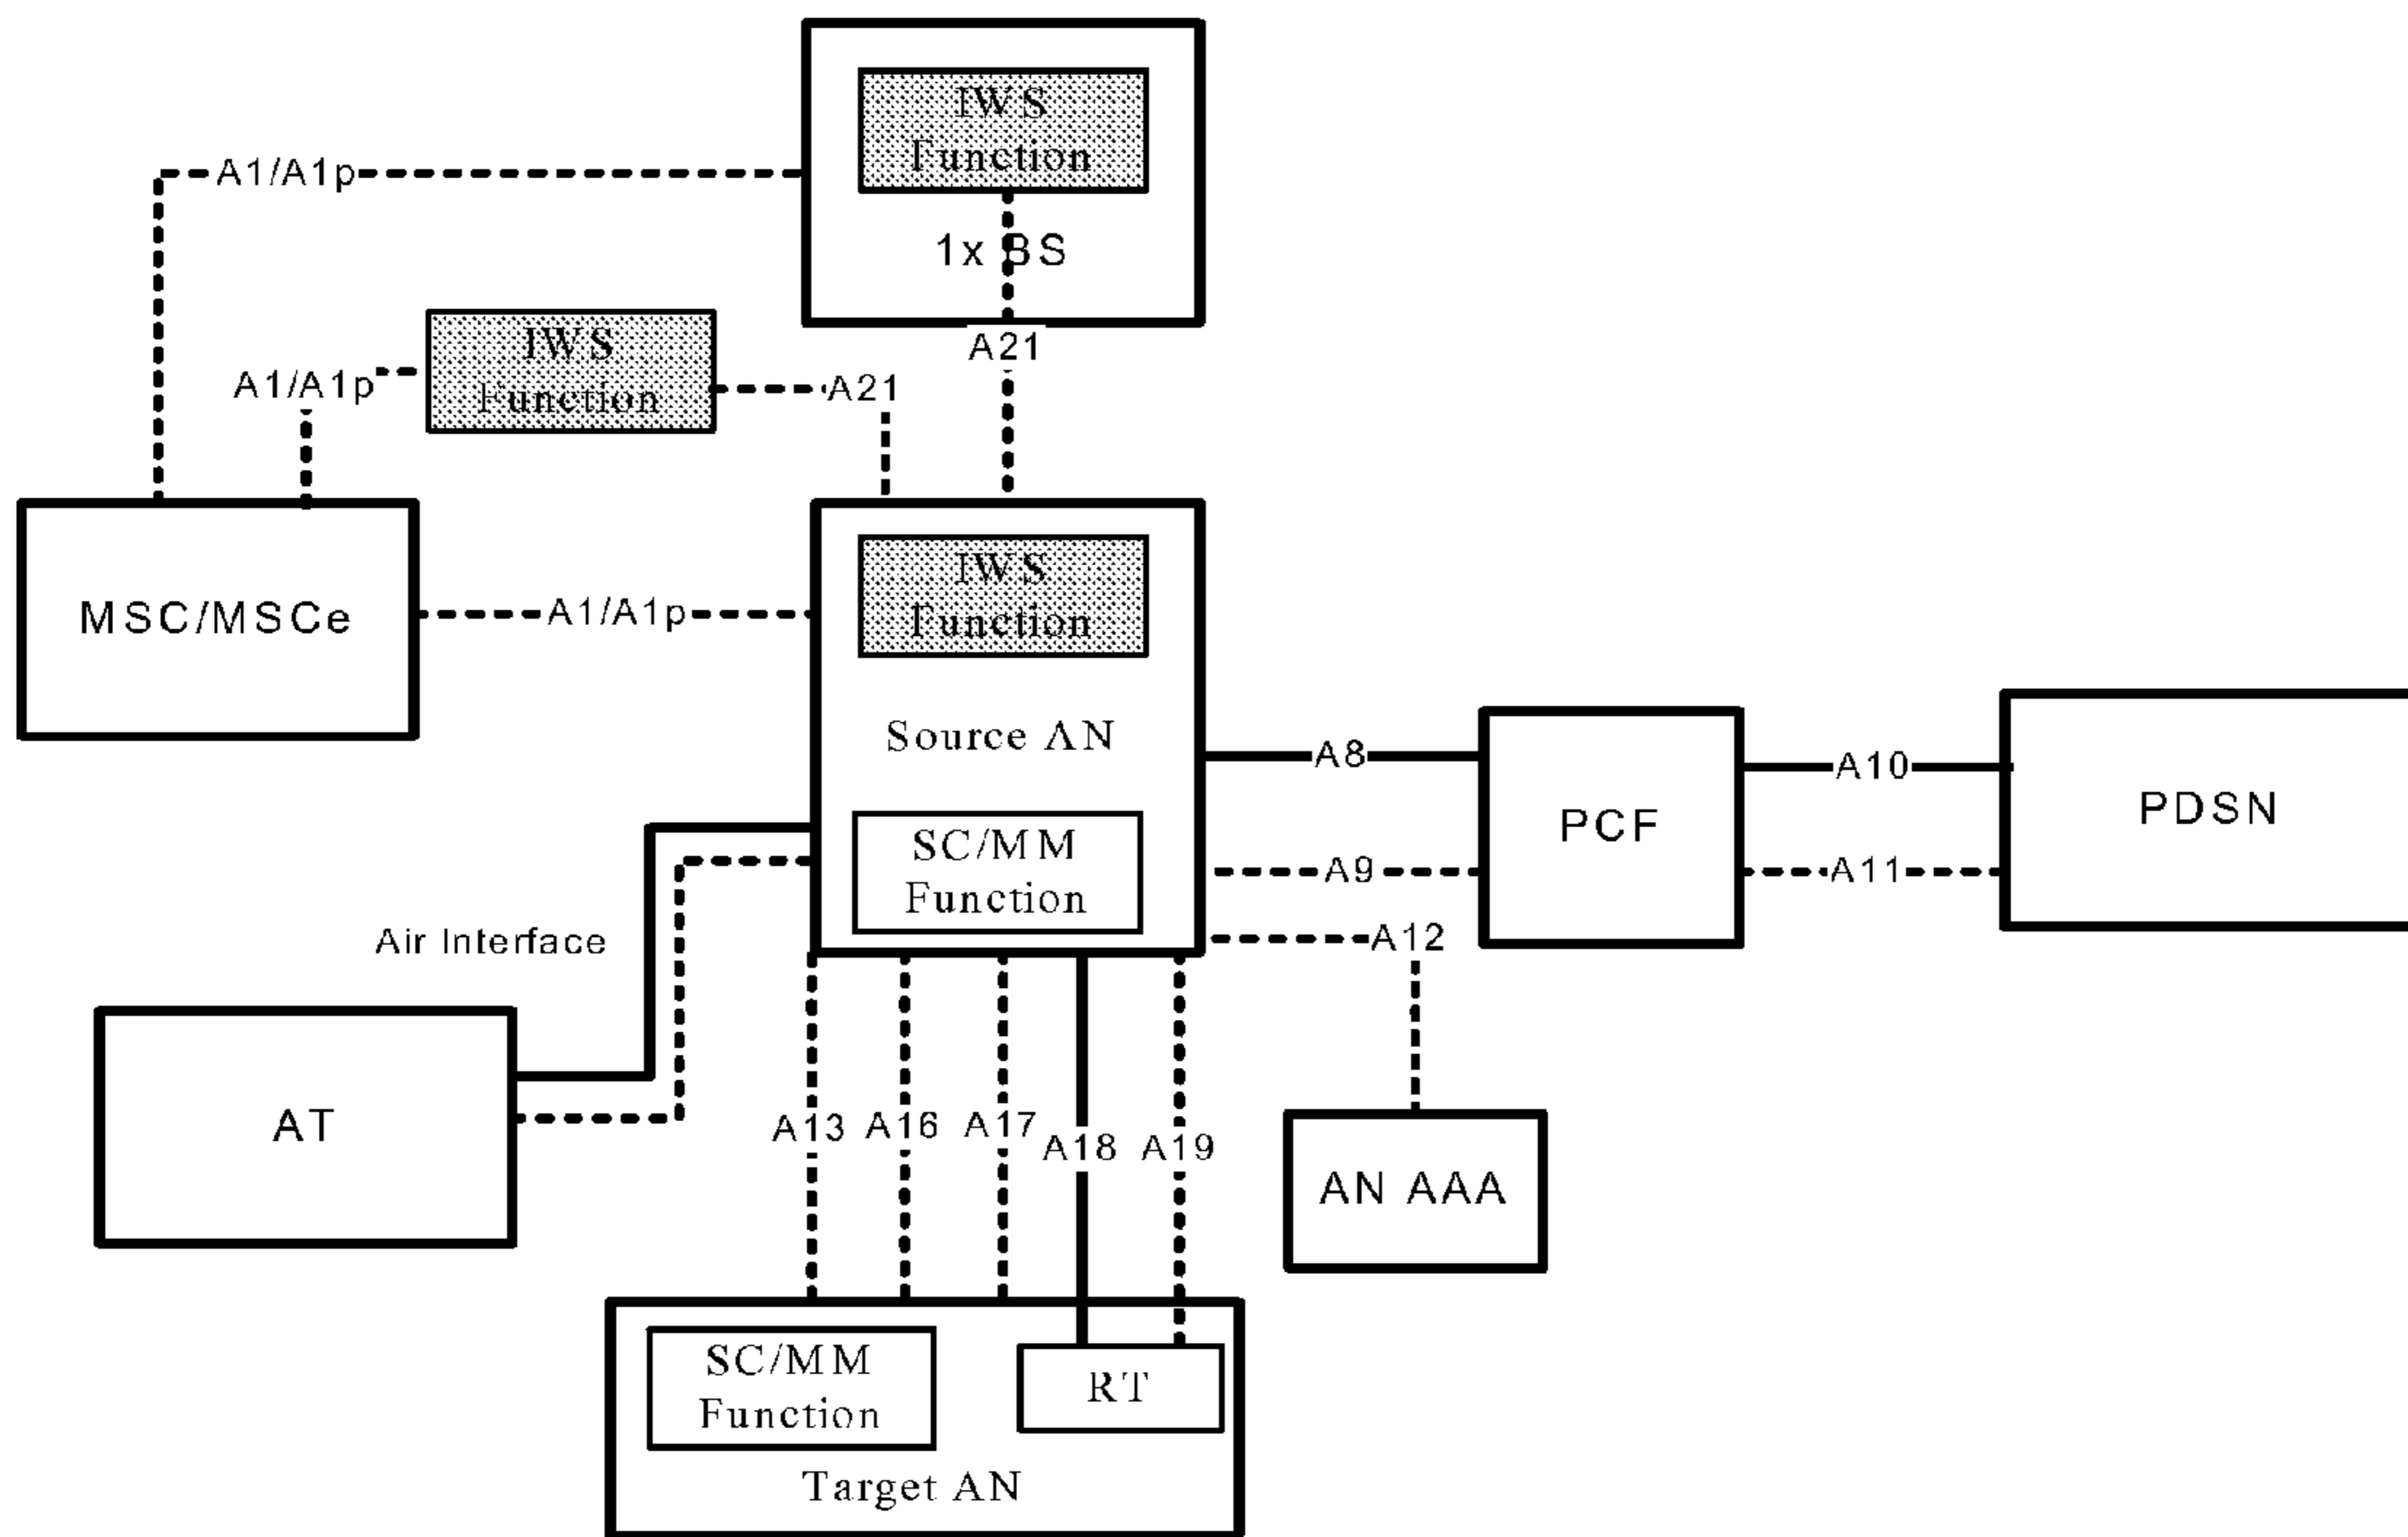 IWS
Function
A1/A1p
1x BS
IWS
Function
A21
A1/A1p
A21
IWS
Function
MSC/MSCe
A1/A1p
Source AN
A8
A10
PDSN
PCF
SC/MM
Function
A9
A11
A12
Air Interface
AT
A13
A16
A17
A18
A19
AN AAA
SC/MM
Function
RT
Target AN